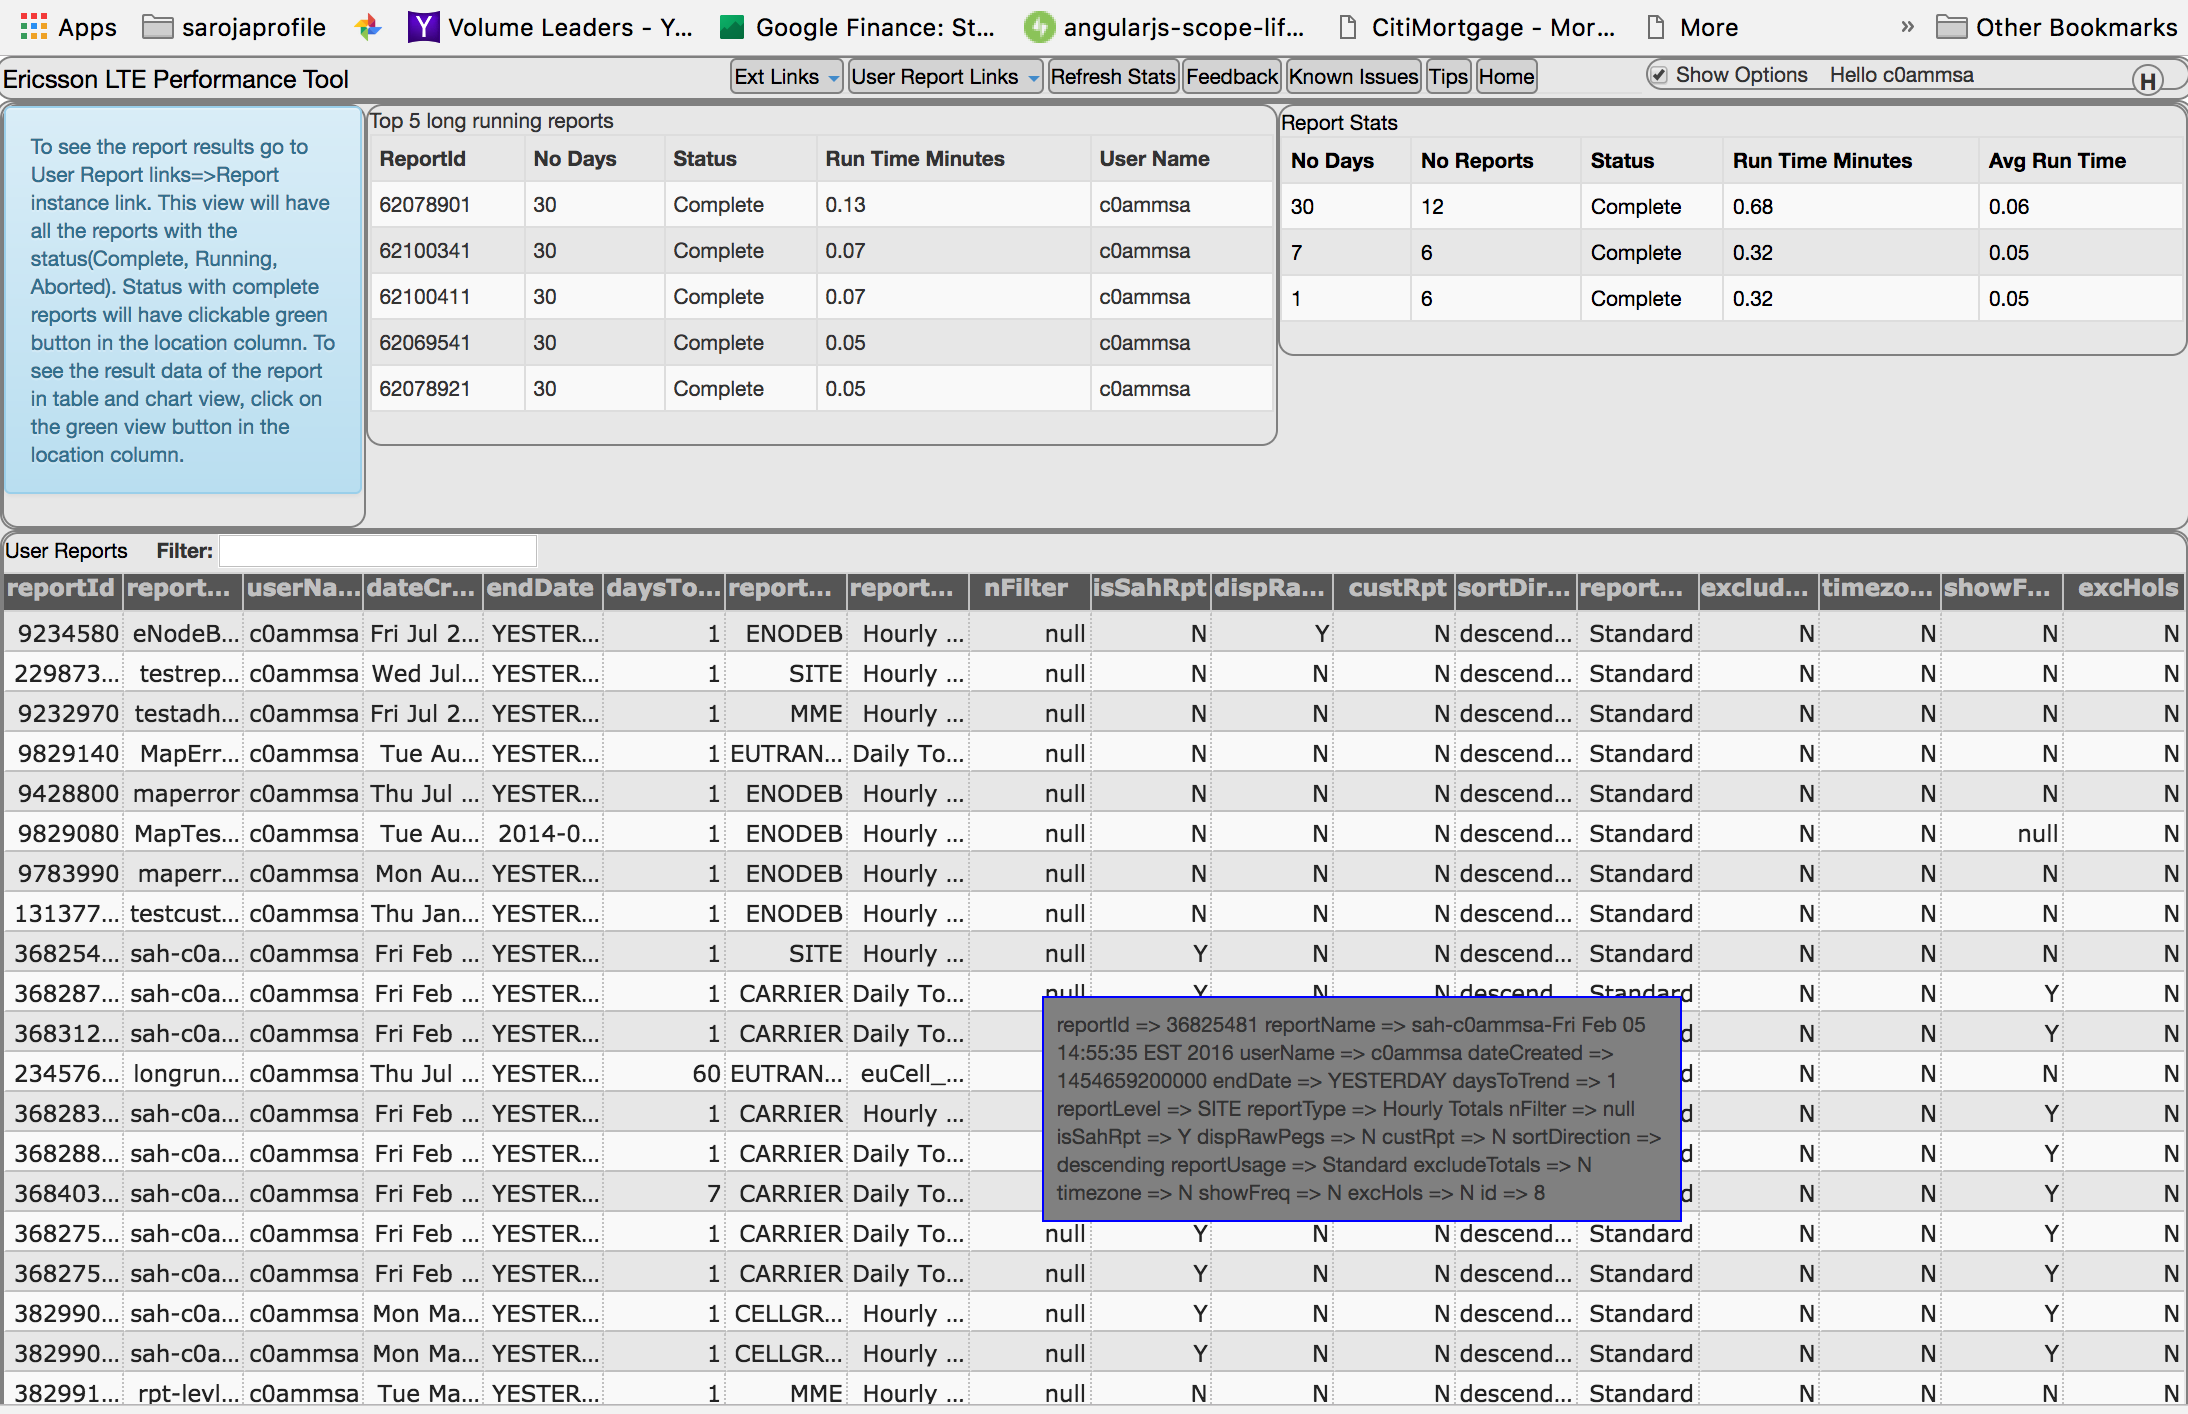 Apps sarojaprofile Volume Leaders - Y... Google Finance: St... angularjs-scope-lif... CitiMortgage - Mor... More » Other Bookmarks
Ericsson LTE Performance Tool Ext Links User Report Links Refresh Stats Feedback Known Issues Tips Home Show Options Hello c0ammsa H
To see the report results go to
User Report links=>Report
instance link. This view will have
all the reports with the
status(Complete, Running,
Aborted). Status with complete
reports will have clickable green
button in the location column. To
see the result data of the report
in table and chart view, click on
the green view button in the
location column.
Top 5 long running reports
ReportId No Days Status Run Time Minutes User Name
62078901 30 Complete 0.13 c0ammsa
62100341 30 Complete 0.07 c0ammsa
62100411 30 Complete 0.07 c0ammsa
62069541 30 Complete 0.05 c0ammsa
62078921 30 Complete 0.05 c0ammsa
Report Stats
No Days No Reports Status Run Time Minutes Avg Run Time
30 12 Complete 0.68 0.06
7 6 Complete 0.32 0.05
1 6 Complete 0.32 0.05
User Reports Filter:
reportId report... userNa... dateCr... endDate daysTo... report... report... nFilter isSahRpt dispRa... custRpt sortDir... report... exclud... timezo... showF... excHols
9234580 eNodeB... c0ammsa Fri Jul 2... YESTER... 1 ENODEB Hourly ... null N Y N descend... Standard N N N N
229873... testrep... c0ammsa Wed Jul... YESTER... 1 SITE Hourly ... null N N N descend... Standard N N N N
9232970 testadh... c0ammsa Fri Jul 2... YESTER... 1 MME Hourly ... null N N N descend... Standard N N N N
9829140 MapErr... c0ammsa Tue Au... YESTER... 1 EUTRAN... Daily To... null N N N descend... Standard N N N N
9428800 maperror c0ammsa Thu Jul ... YESTER... 1 ENODEB Hourly ... null N N N descend... Standard N N N N
9829080 MapTes... c0ammsa Tue Au... 2014-0... 1 ENODEB Hourly ... null N N N descend... Standard N N null N
9783990 maperr... c0ammsa Mon Au... YESTER... 1 ENODEB Hourly ... null N N N descend... Standard N N N N
131377... testcust... c0ammsa Thu Jan... YESTER... 1 ENODEB Hourly ... null N N N descend... Standard N N N N
368254... sah-c0a... c0ammsa Fri Feb ... YESTER... 1 SITE Hourly ... null Y N N descend... Standard N N N N
368287... sah-c0a... c0ammsa Fri Feb ... YESTER... 1 CARRIER Daily To... null Y N N descend... Standard N N Y N
368312... sah-c0a... c0ammsa Fri Feb ... YESTER... 1 CARRIER Daily To... N N Y N
234576... longrun... c0ammsa Thu Jul ... YESTER... 60 EUTRAN... euCell_... N N N N
368283... sah-c0a... c0ammsa Fri Feb ... YESTER... 1 CARRIER Hourly ... N N Y N
368288... sah-c0a... c0ammsa Fri Feb ... YESTER... 1 CARRIER Daily To... N N Y N
368403... sah-c0a... c0ammsa Fri Feb ... YESTER... 7 CARRIER Daily To... N N Y N
368275... sah-c0a... c0ammsa Fri Feb ... YESTER... 1 CARRIER Daily To... null Y N N descend... Standard N N Y N
368275... sah-c0a... c0ammsa Fri Feb ... YESTER... 1 CARRIER Daily To... null Y N N descend... Standard N N Y N
382990... sah-c0a... c0ammsa Mon Ma... YESTER... 1 CELLGR... Hourly ... null Y N N descend... Standard N N Y N
382990... sah-c0a... c0ammsa Mon Ma... YESTER... 1 CELLGR... Hourly ... null Y N N descend... Standard N N Y N
382991... rpt-levl... c0ammsa Tue Ma... YESTER... 1 MME Hourly ... null N N N descend... Standard N N N N
reportId => 36825481 reportName => sah-c0ammsa-Fri Feb 05
14:55:35 EST 2016 userName => c0ammsa dateCreated =>
1454659200000 endDate => YESTERDAY daysToTrend => 1
reportLevel => SITE reportType => Hourly Totals nFilter => null
isSahRpt => Y dispRawPegs => N custRpt => N sortDirection =>
descending reportUsage => Standard excludeTotals => N
timezone => N showFreq => N excHols => N id => 8